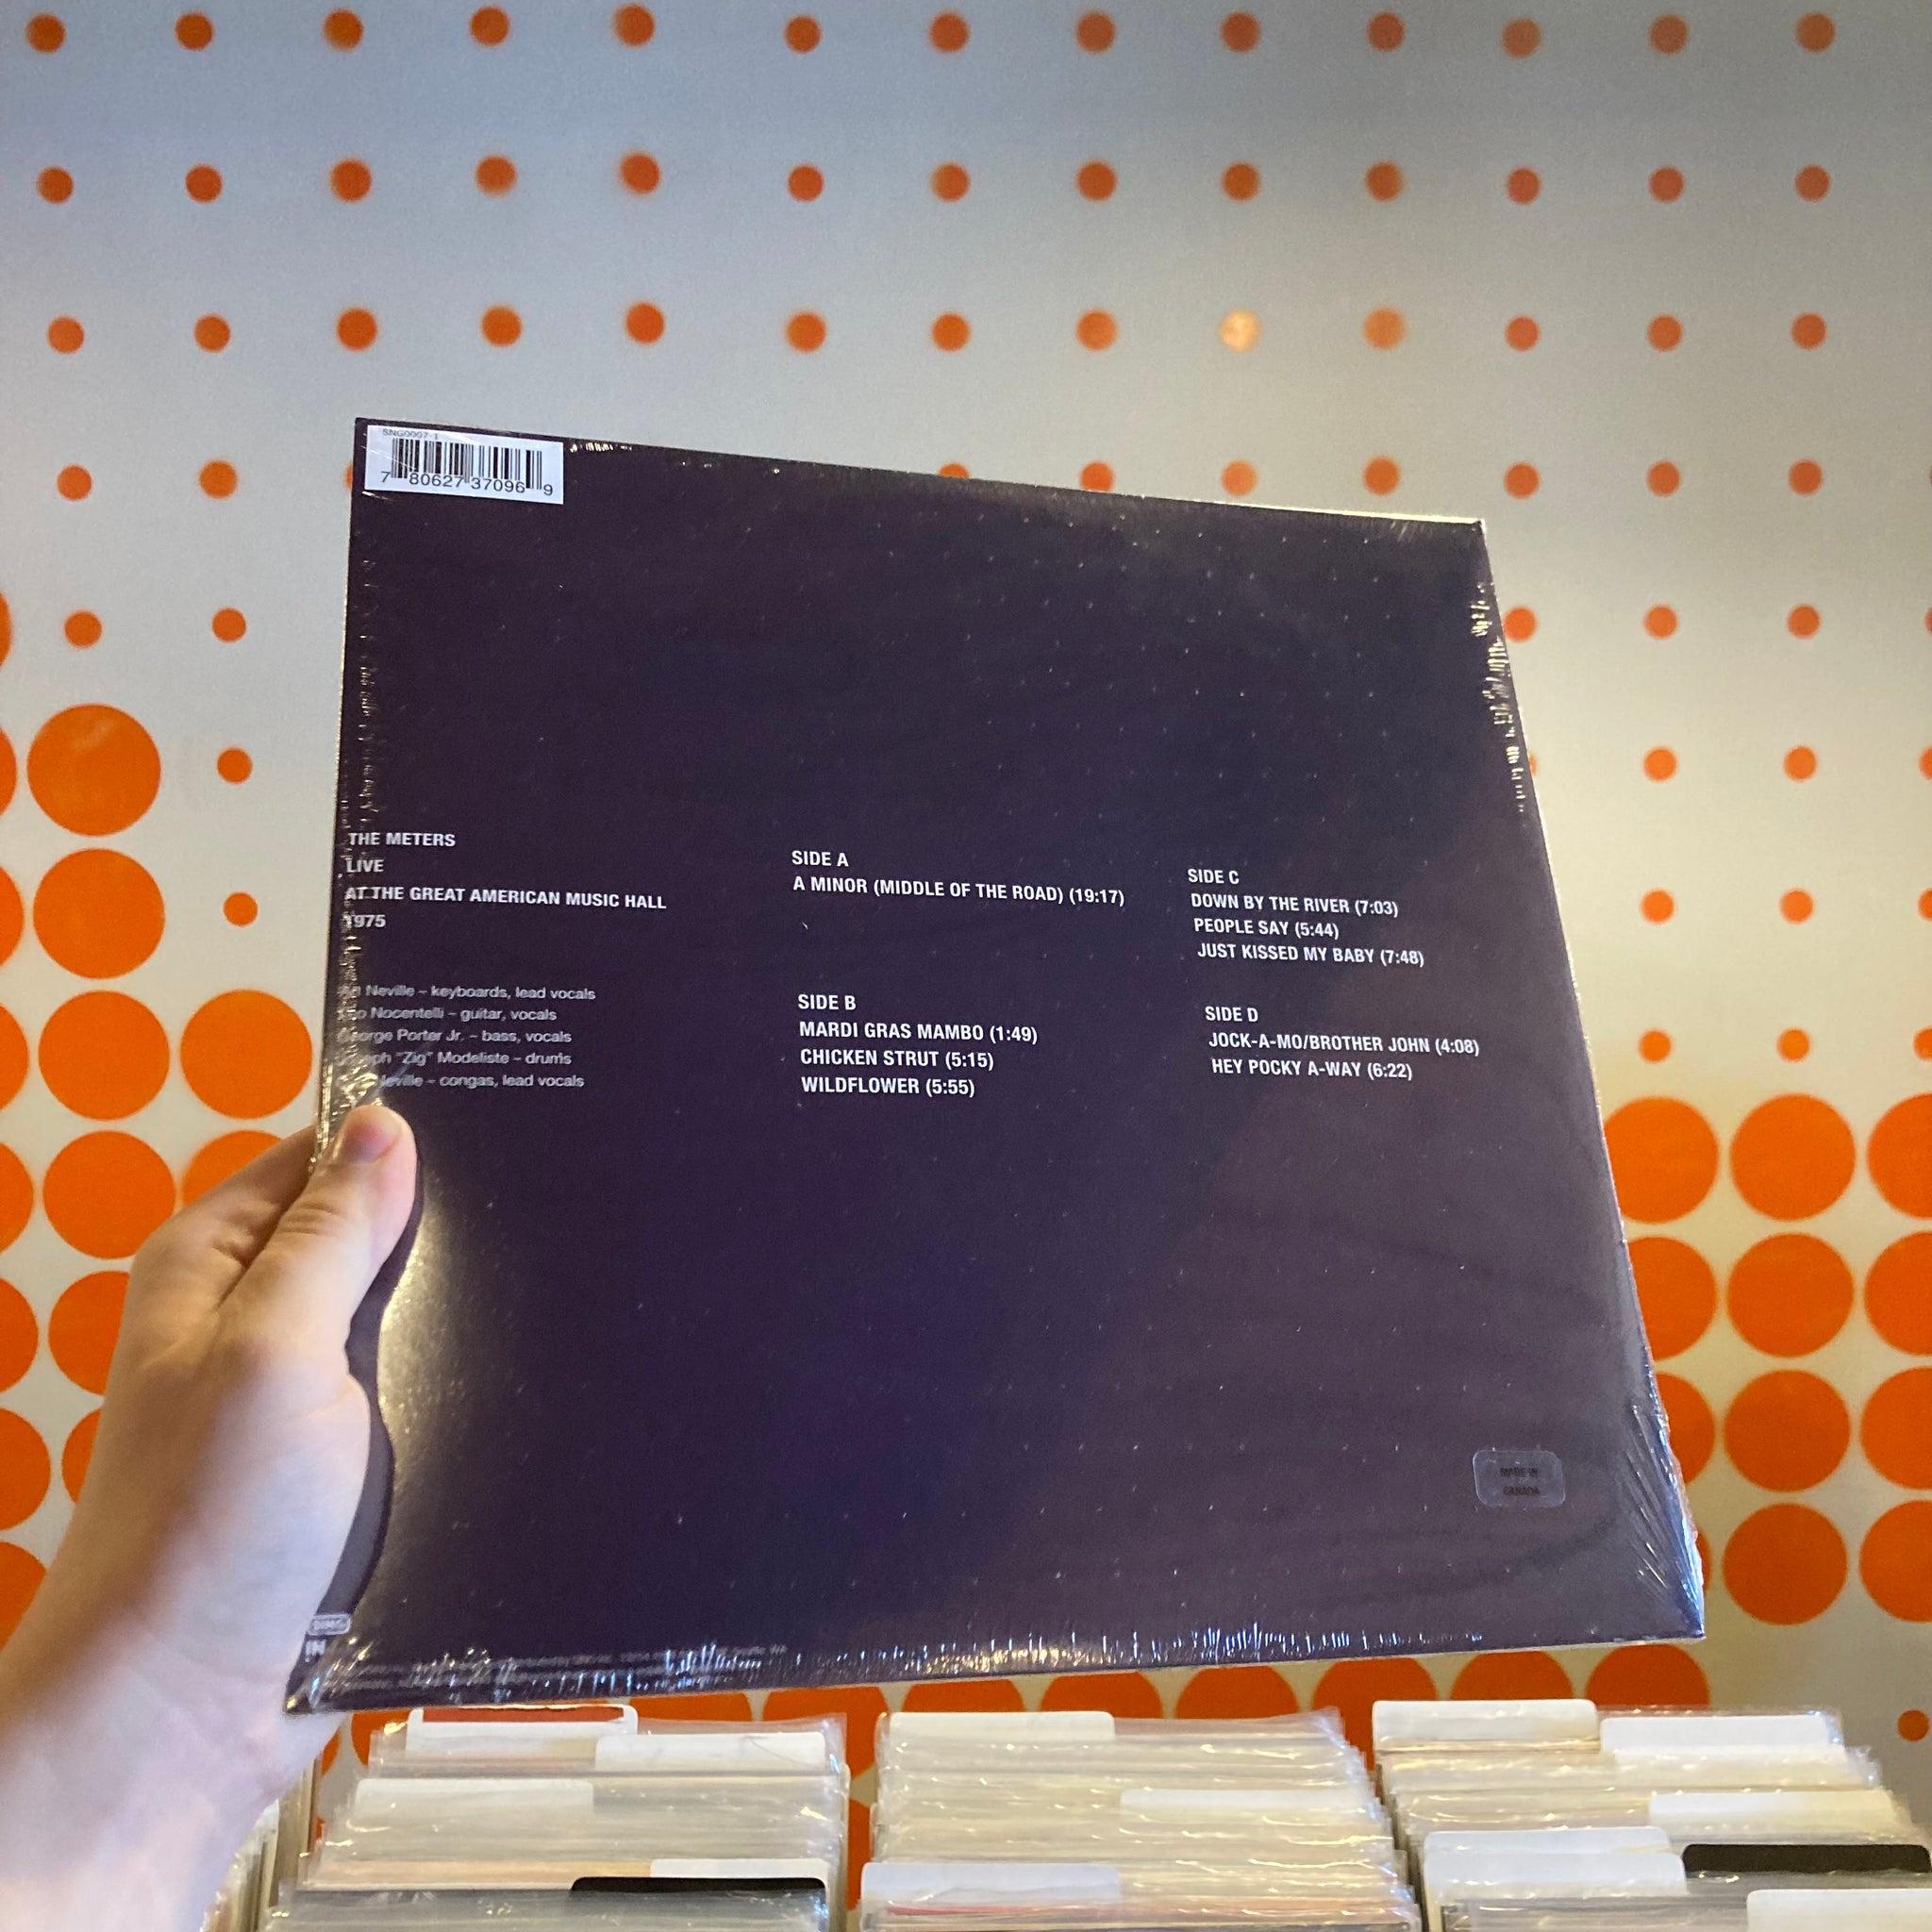 SNG0007-1
7 80627 37096 9
THE METERS
LIVE
AT THE GREAT AMERICAN MUSIC HALL
1975
Neville – keyboards, lead vocals
Nocentelli – guitar, vocals
George Porter Jr. – bass, vocals
"Zig" Modeliste – drums
Neville – congas, lead vocals
SIDE A
A MINOR (MIDDLE OF THE ROAD) (19:17)
SIDE B
MARDI GRAS MAMBO (1:49)
CHICKEN STRUT (5:15)
WILDFLOWER (5:55)
SIDE C
DOWN BY THE RIVER (7:03)
PEOPLE SAY (5:44)
JUST KISSED MY BABY (7:48)
SIDE D
JOCK-A-MO/BROTHER JOHN (4:08)
HEY POCKY A-WAY (6:22)
MADE IN
CANADA